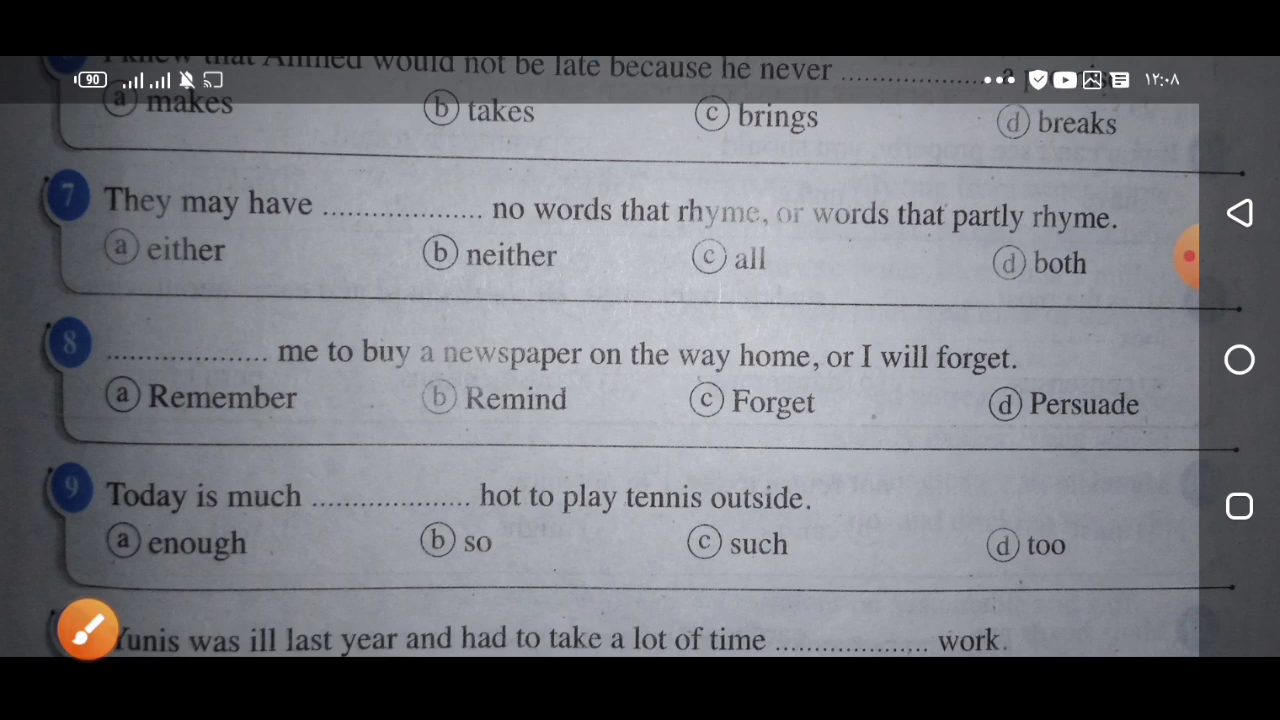 I knew that Ahmed would not be late because he never .................... a
90
١٢:٠٨
a makes b takes c brings d breaks
7 They may have ................... no words that rhyme, or words that partly rhyme.
a either b neither c all d both
8 ................... me to buy a newspaper on the way home, or I will forget.
a Remember b Remind c Forget d Persuade
9 Today is much ................... hot to play tennis outside.
a enough b so c such d too
Yunis was ill last year and had to take a lot of time ................... work.